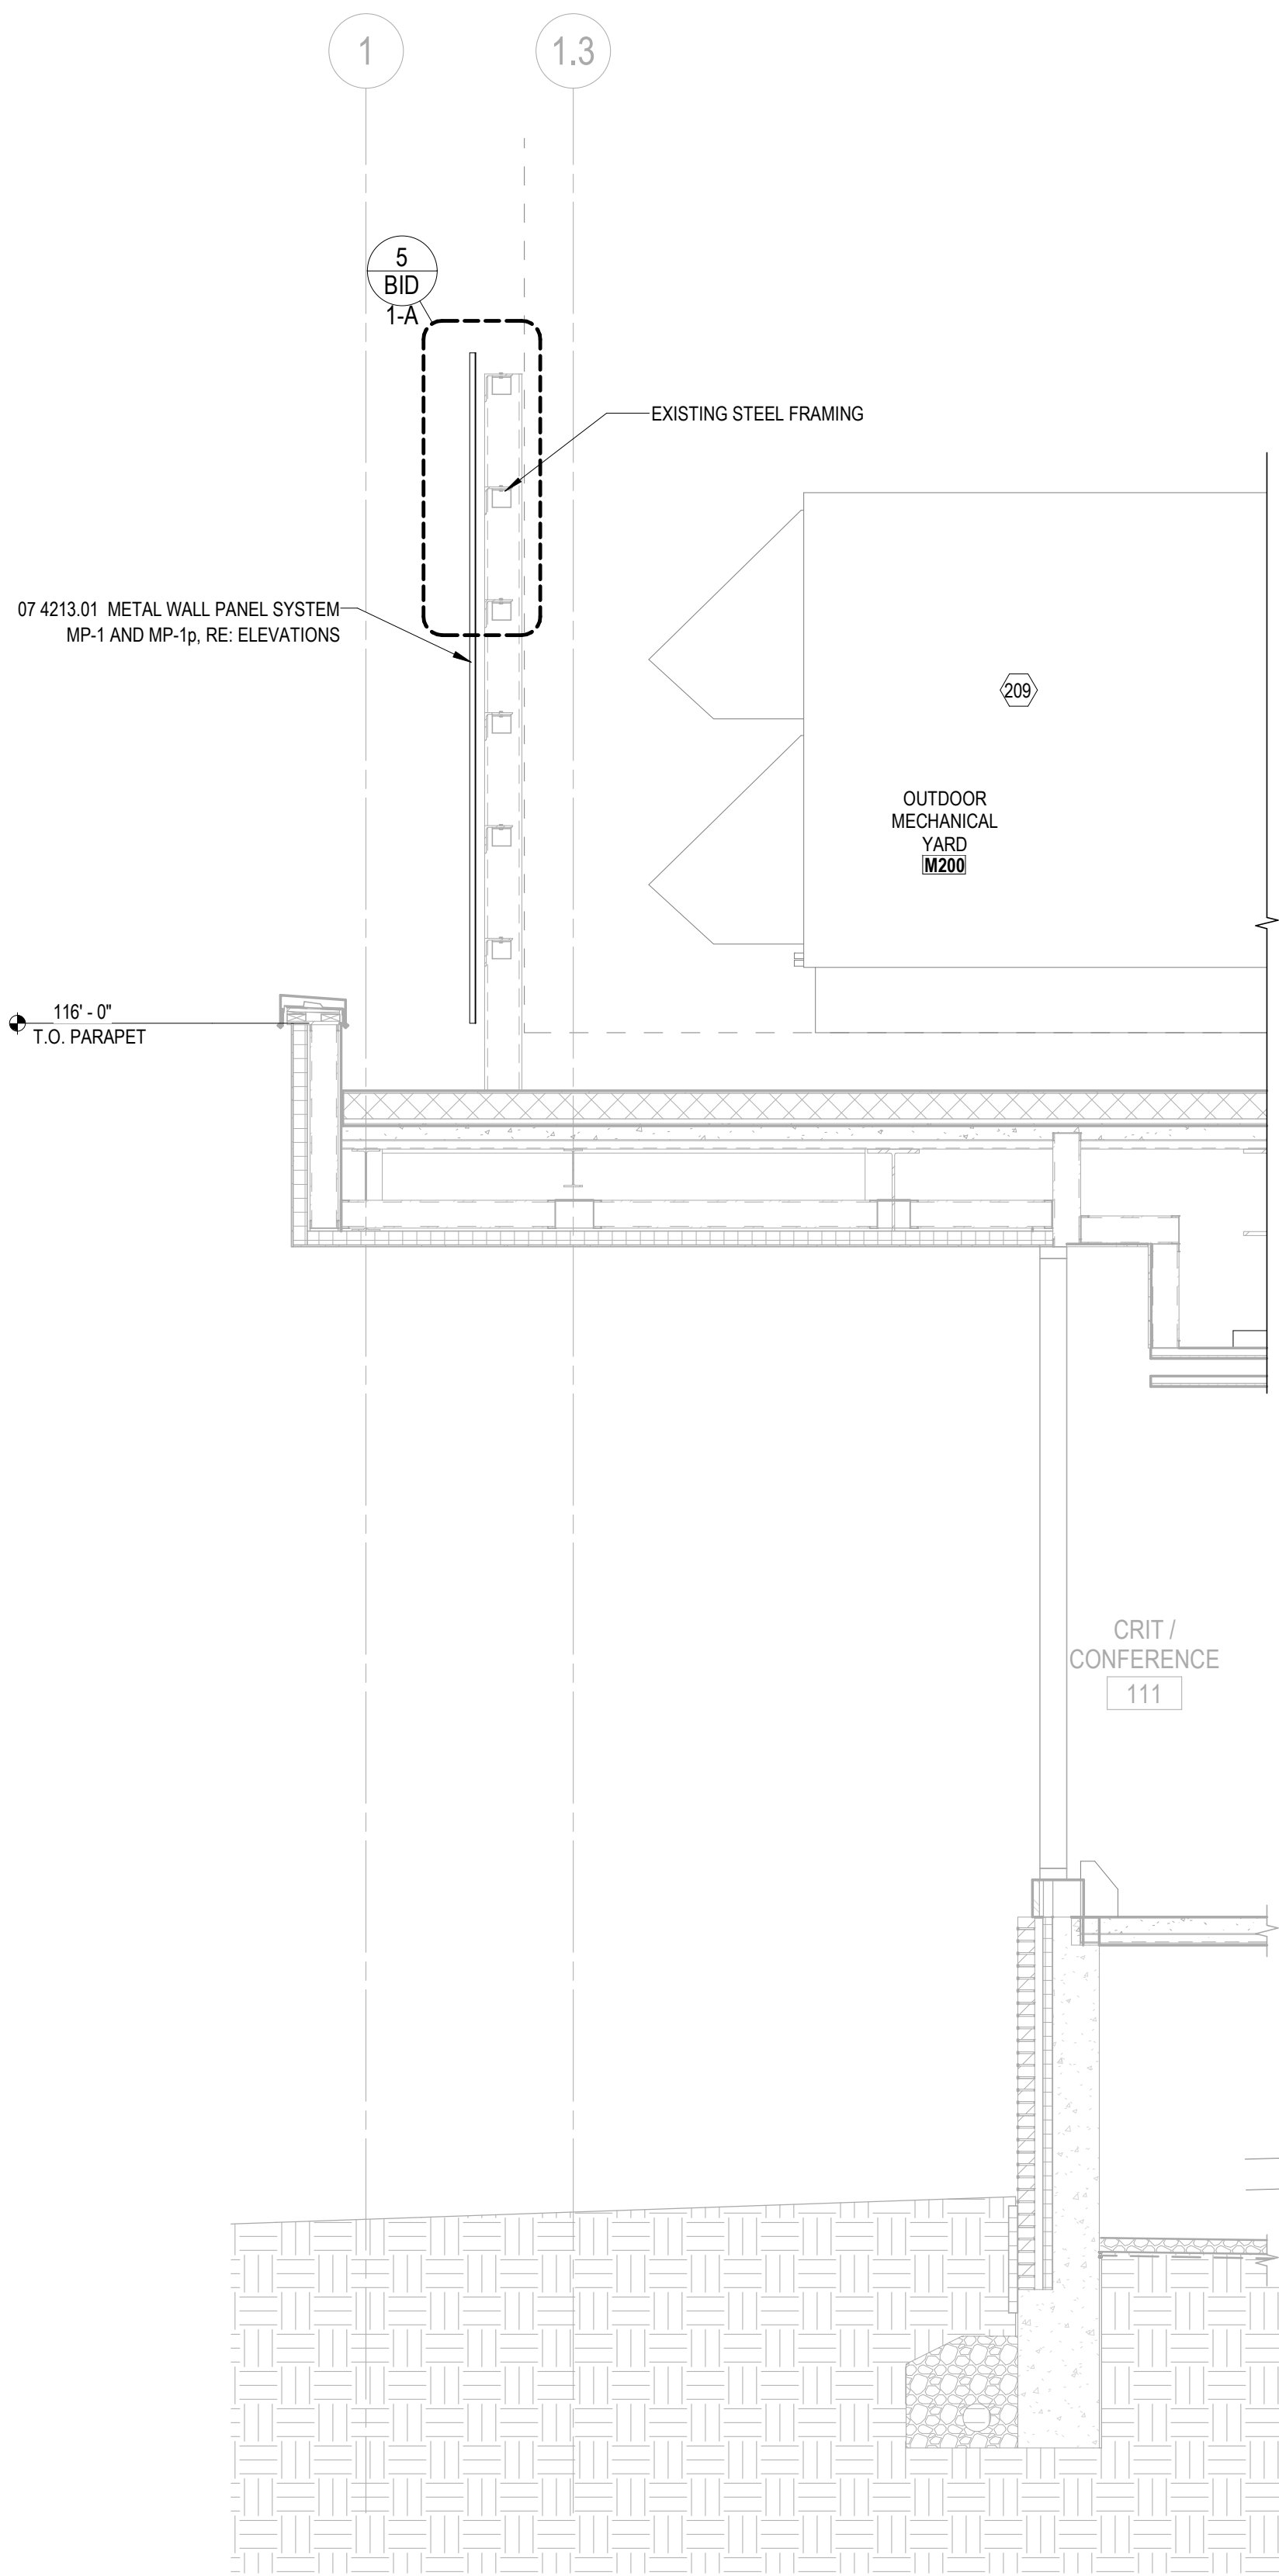 1
1.3
5
BID
1-A
EXISTING STEEL FRAMING
07 4213.01  METAL WALL PANEL SYSTEM
MP-1 AND MP-1p, RE: ELEVATIONS
209
OUTDOOR
MECHANICAL
YARD
M200
116' - 0"
T.O. PARAPET
CRIT /
CONFERENCE
111